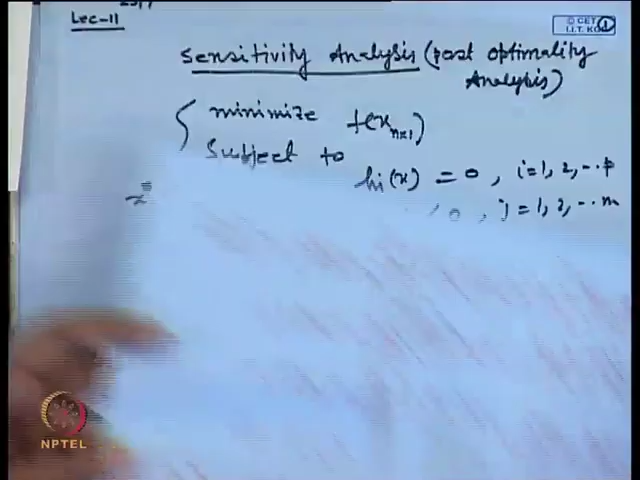 Lec-11
© CET
I.I.T. KGP
Sensitivity Analysis (post optimality
Analysis)
minimize f(x n×1)
Subject to
hi(x) = 0, i=1, 2, -- p
0, j=1, 2, -- m
x*
NPTEL